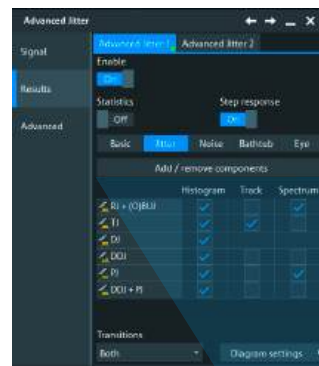 Advanced Jitter
Signal
Results
Advanced
Advanced Jitter 1 Advanced Jitter 2
Enable
On
Statistics Step response
Off On
Basic Jitter Noise Bathtub Eye
Add / remove components
Histogram Track Spectrum
RJ + (O)BUJ
TJ
DJ
DDJ
PJ
DDJ + PJ
Transitions
Both Diagram settings